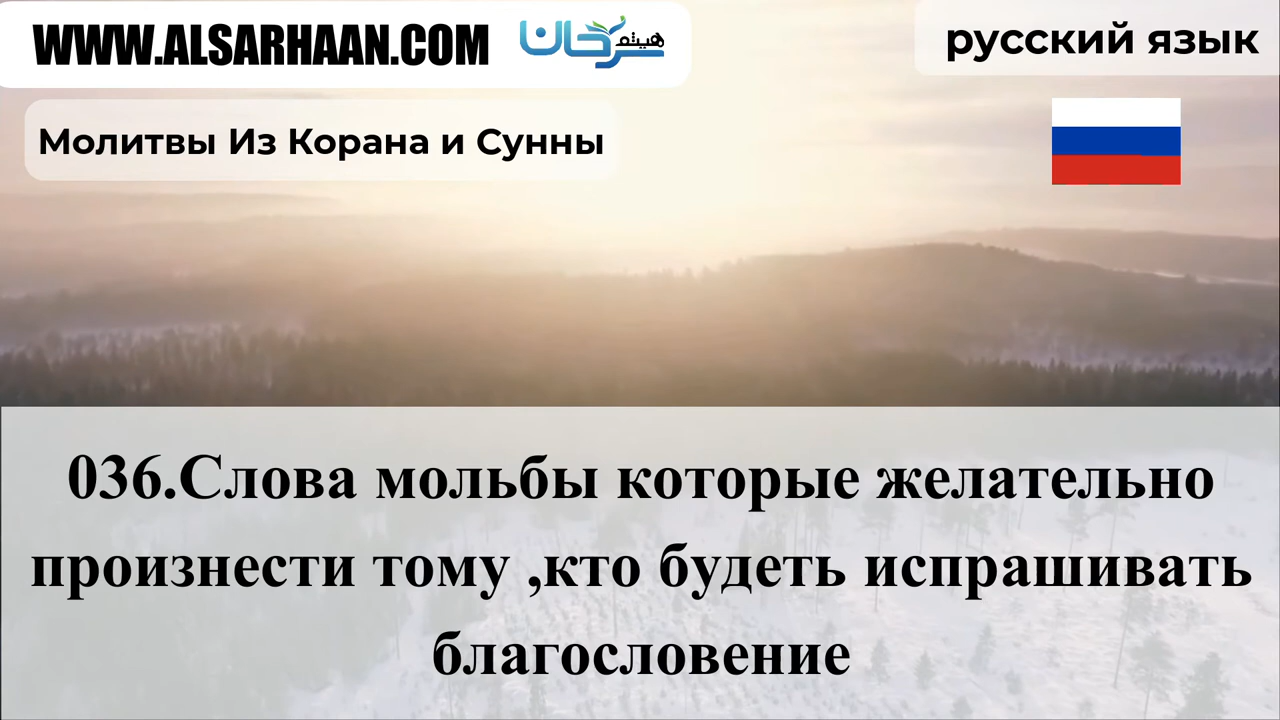 WWW.ALSARHAAN.COM
هيثم سرحان
русский язык
Молитвы Из Корана и Сунны
036.Слова мольбы которые желательно
произнести тому ,кто будеть испрашивать
благословение